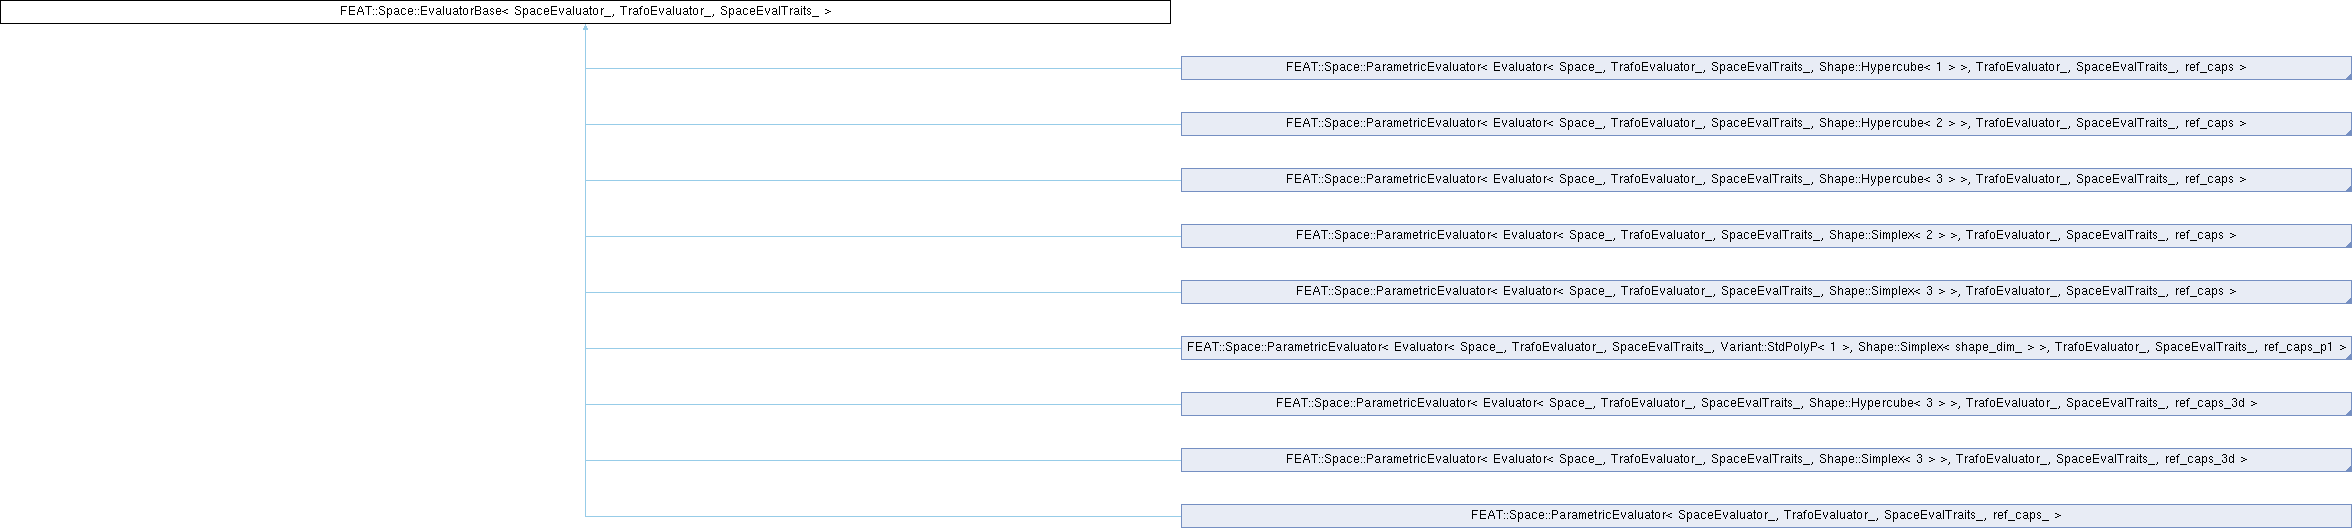 FEAT::Space::EvaluatorBase< SpaceEvaluator_, TrafoEvaluator_, SpaceEvalTraits_ >
FEAT::Space::ParametricEvaluator< Evaluator< Space_, TrafoEvaluator_, SpaceEvalTraits_, Shape::Hypercube< 1 > >, TrafoEvaluator_, SpaceEvalTraits_, ref_caps >
FEAT::Space::ParametricEvaluator< Evaluator< Space_, TrafoEvaluator_, SpaceEvalTraits_, Shape::Hypercube< 2 > >, TrafoEvaluator_, SpaceEvalTraits_, ref_caps >
FEAT::Space::ParametricEvaluator< Evaluator< Space_, TrafoEvaluator_, SpaceEvalTraits_, Shape::Hypercube< 3 > >, TrafoEvaluator_, SpaceEvalTraits_, ref_caps >
FEAT::Space::ParametricEvaluator< Evaluator< Space_, TrafoEvaluator_, SpaceEvalTraits_, Shape::Simplex< 2 > >, TrafoEvaluator_, SpaceEvalTraits_, ref_caps >
FEAT::Space::ParametricEvaluator< Evaluator< Space_, TrafoEvaluator_, SpaceEvalTraits_, Shape::Simplex< 3 > >, TrafoEvaluator_, SpaceEvalTraits_, ref_caps >
FEAT::Space::ParametricEvaluator< Evaluator< Space_, TrafoEvaluator_, SpaceEvalTraits_, Variant::StdPolyP< 1 >, Shape::Simplex< shape_dim_ > >, TrafoEvaluator_, SpaceEvalTraits_, ref_caps_p1 >
FEAT::Space::ParametricEvaluator< Evaluator< Space_, TrafoEvaluator_, SpaceEvalTraits_, Shape::Hypercube< 3 > >, TrafoEvaluator_, SpaceEvalTraits_, ref_caps_3d >
FEAT::Space::ParametricEvaluator< Evaluator< Space_, TrafoEvaluator_, SpaceEvalTraits_, Shape::Simplex< 3 > >, TrafoEvaluator_, SpaceEvalTraits_, ref_caps_3d >
FEAT::Space::ParametricEvaluator< SpaceEvaluator_, TrafoEvaluator_, SpaceEvalTraits_, ref_caps_ >